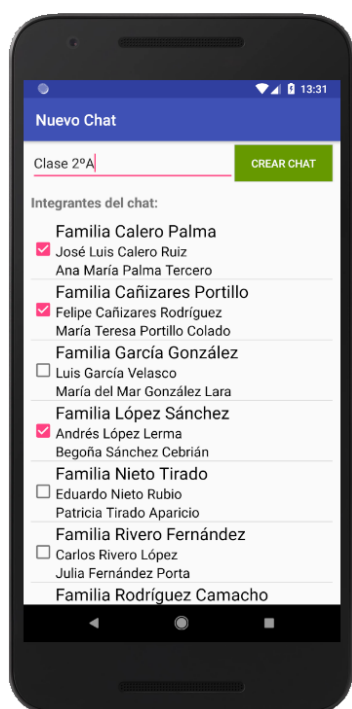 13:31
Nuevo Chat
Clase 2ºA
CREAR CHAT
Integrantes del chat:
Familia Calero Palma
José Luis Calero Ruiz
Ana María Palma Tercero
Familia Cañizares Portillo
Felipe Cañizares Rodríguez
María Teresa Portillo Colado
Familia García González
Luis García Velasco
María del Mar González Lara
Familia López Sánchez
Andrés López Lerma
Begoña Sánchez Cebrián
Familia Nieto Tirado
Eduardo Nieto Rubio
Patricia Tirado Aparicio
Familia Rivero Fernández
Carlos Rivero López
Julia Fernández Porta
Familia Rodríguez Camacho